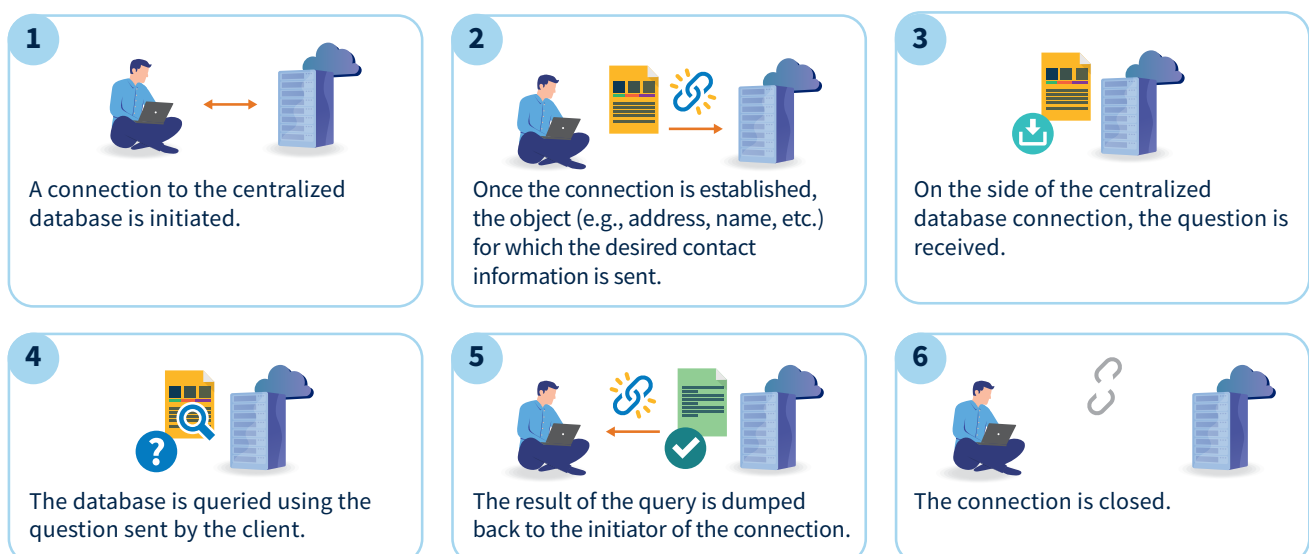 1
A connection to the centralized
database is initiated.
2
Once the connection is established,
the object (e.g., address, name, etc.)
for which the desired contact
information is sent.
3
On the side of the centralized
database connection, the question is
received.
4
?
The database is queried using the
question sent by the client.
5
The result of the query is dumped
back to the initiator of the connection.
6
The connection is closed.